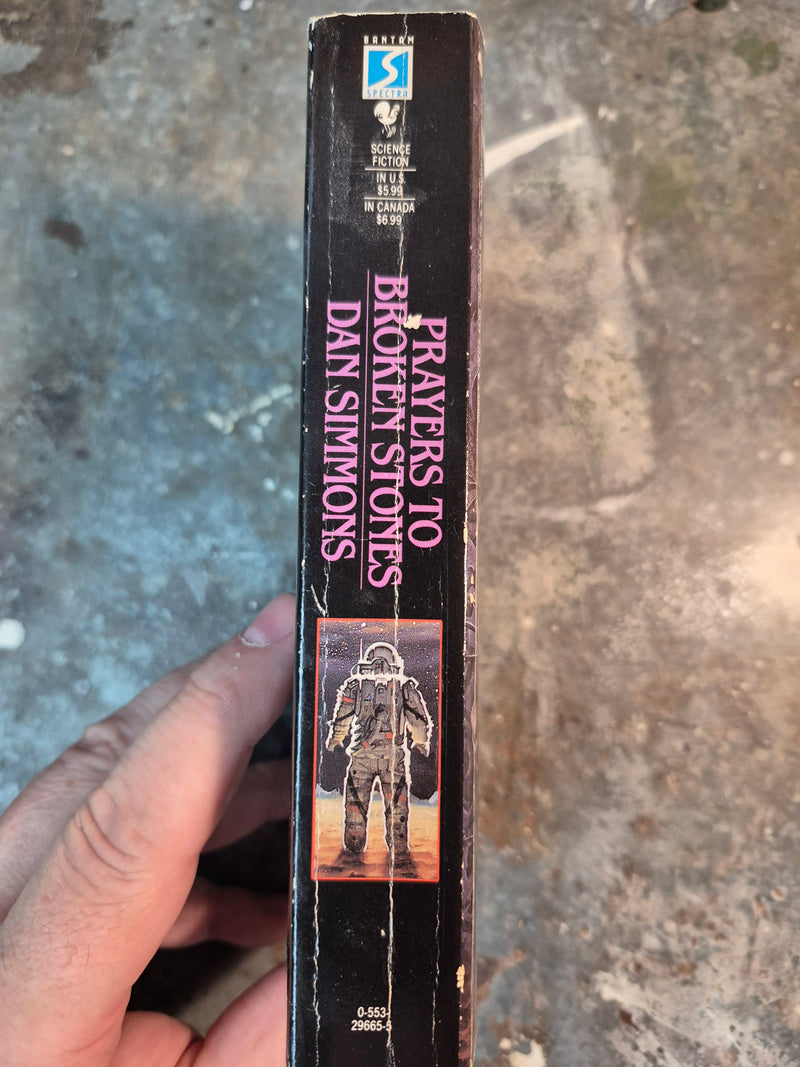 BANTAM
SPECTRA
SCIENCE
FICTION
IN U.S.
$5.99
IN CANADA
$6.99
PRAYERS TO
BROKEN STONES
DAN SIMMONS
0-553-
29665-5